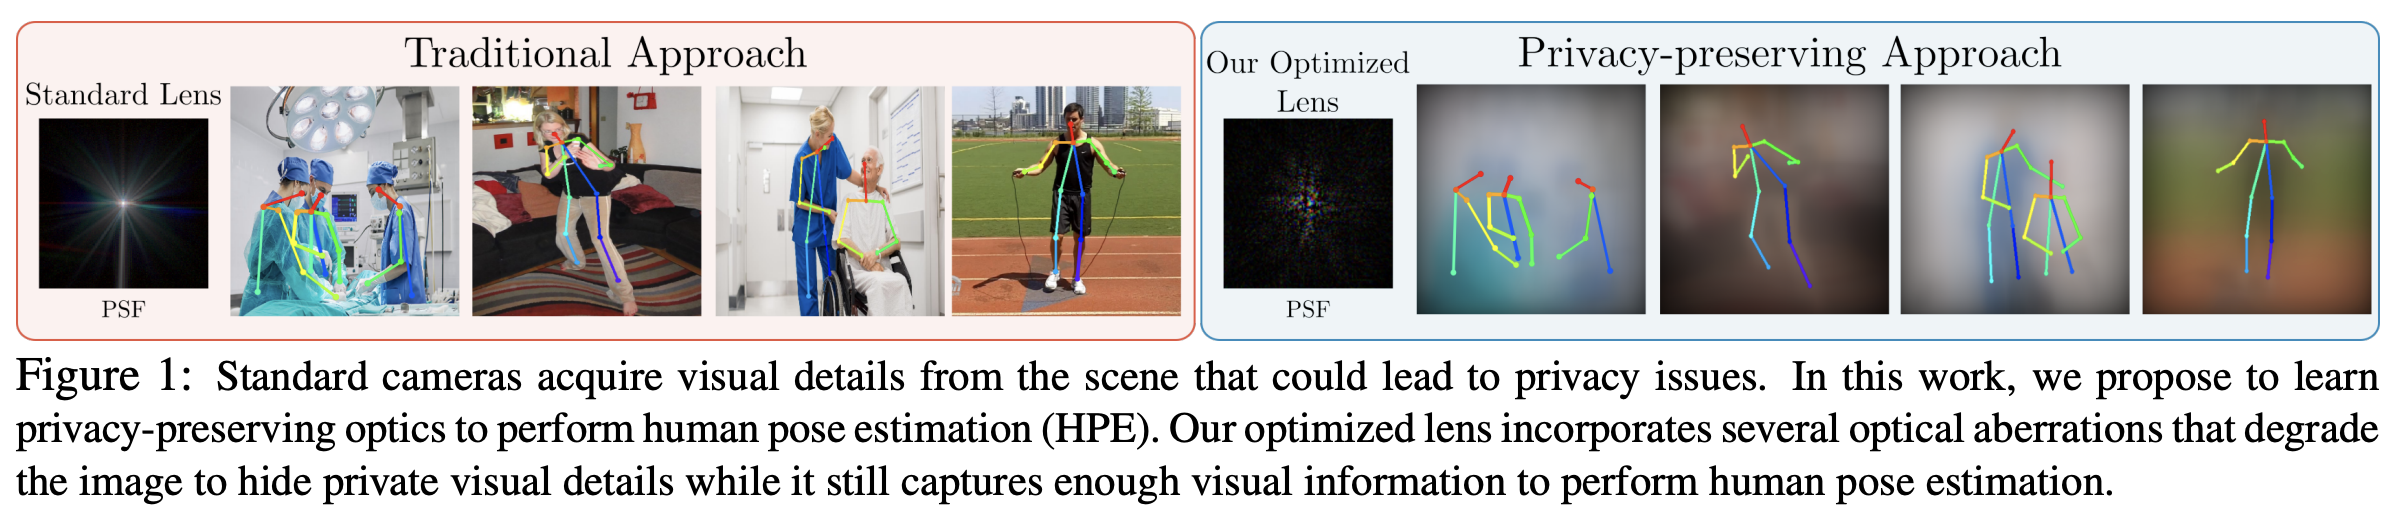 Traditional Approach
Standard Lens
PSF
Our Optimized
Lens
Privacy-preserving Approach
PSF
Figure 1: Standard cameras acquire visual details from the scene that could lead to privacy issues. In this work, we propose to learn
privacy-preserving optics to perform human pose estimation (HPE). Our optimized lens incorporates several optical aberrations that degrade
the image to hide private visual details while it still captures enough visual information to perform human pose estimation.